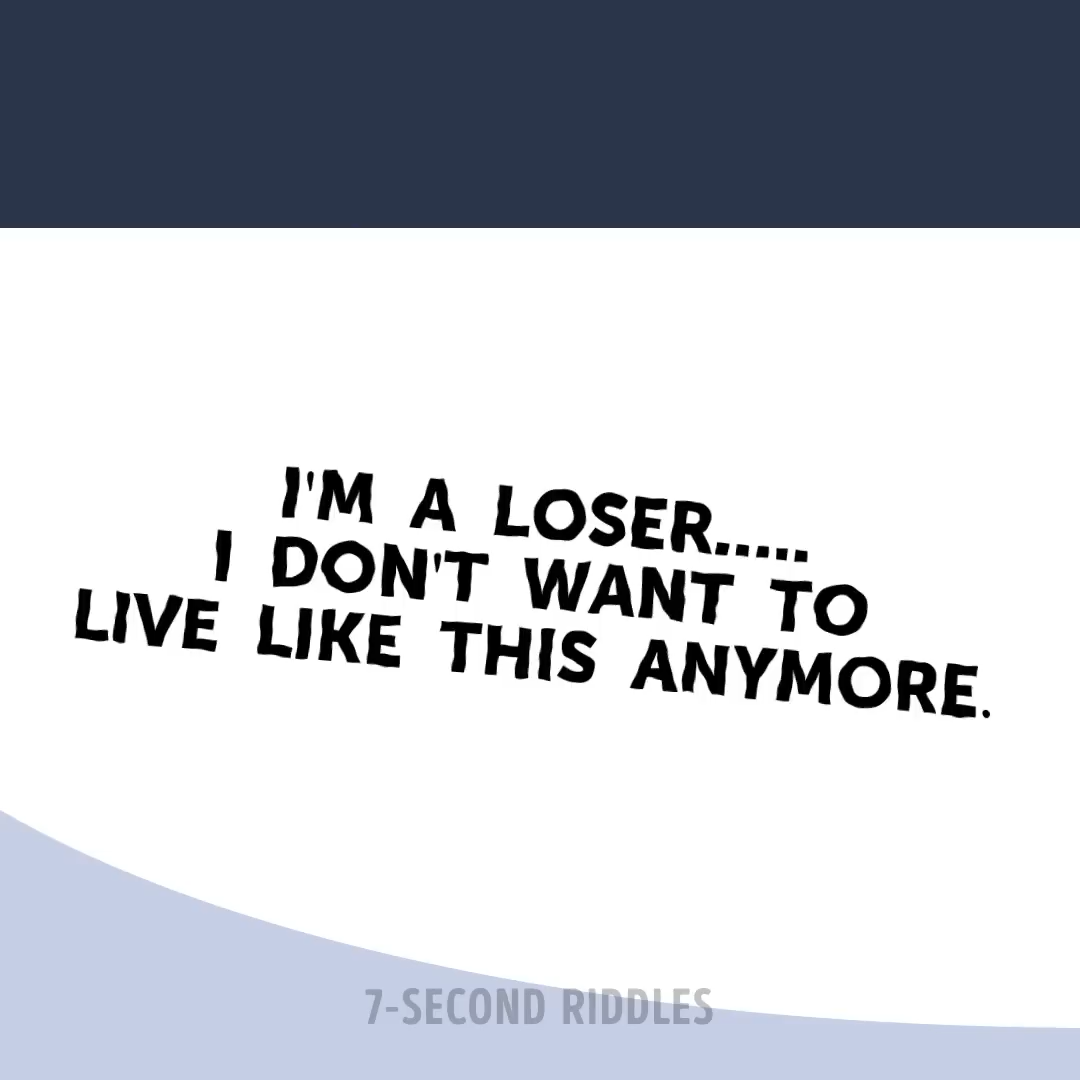 I'M A LOSER.....
I DON'T WANT TO
LIVE LIKE THIS ANYMORE.
7-SECOND RIDDLES